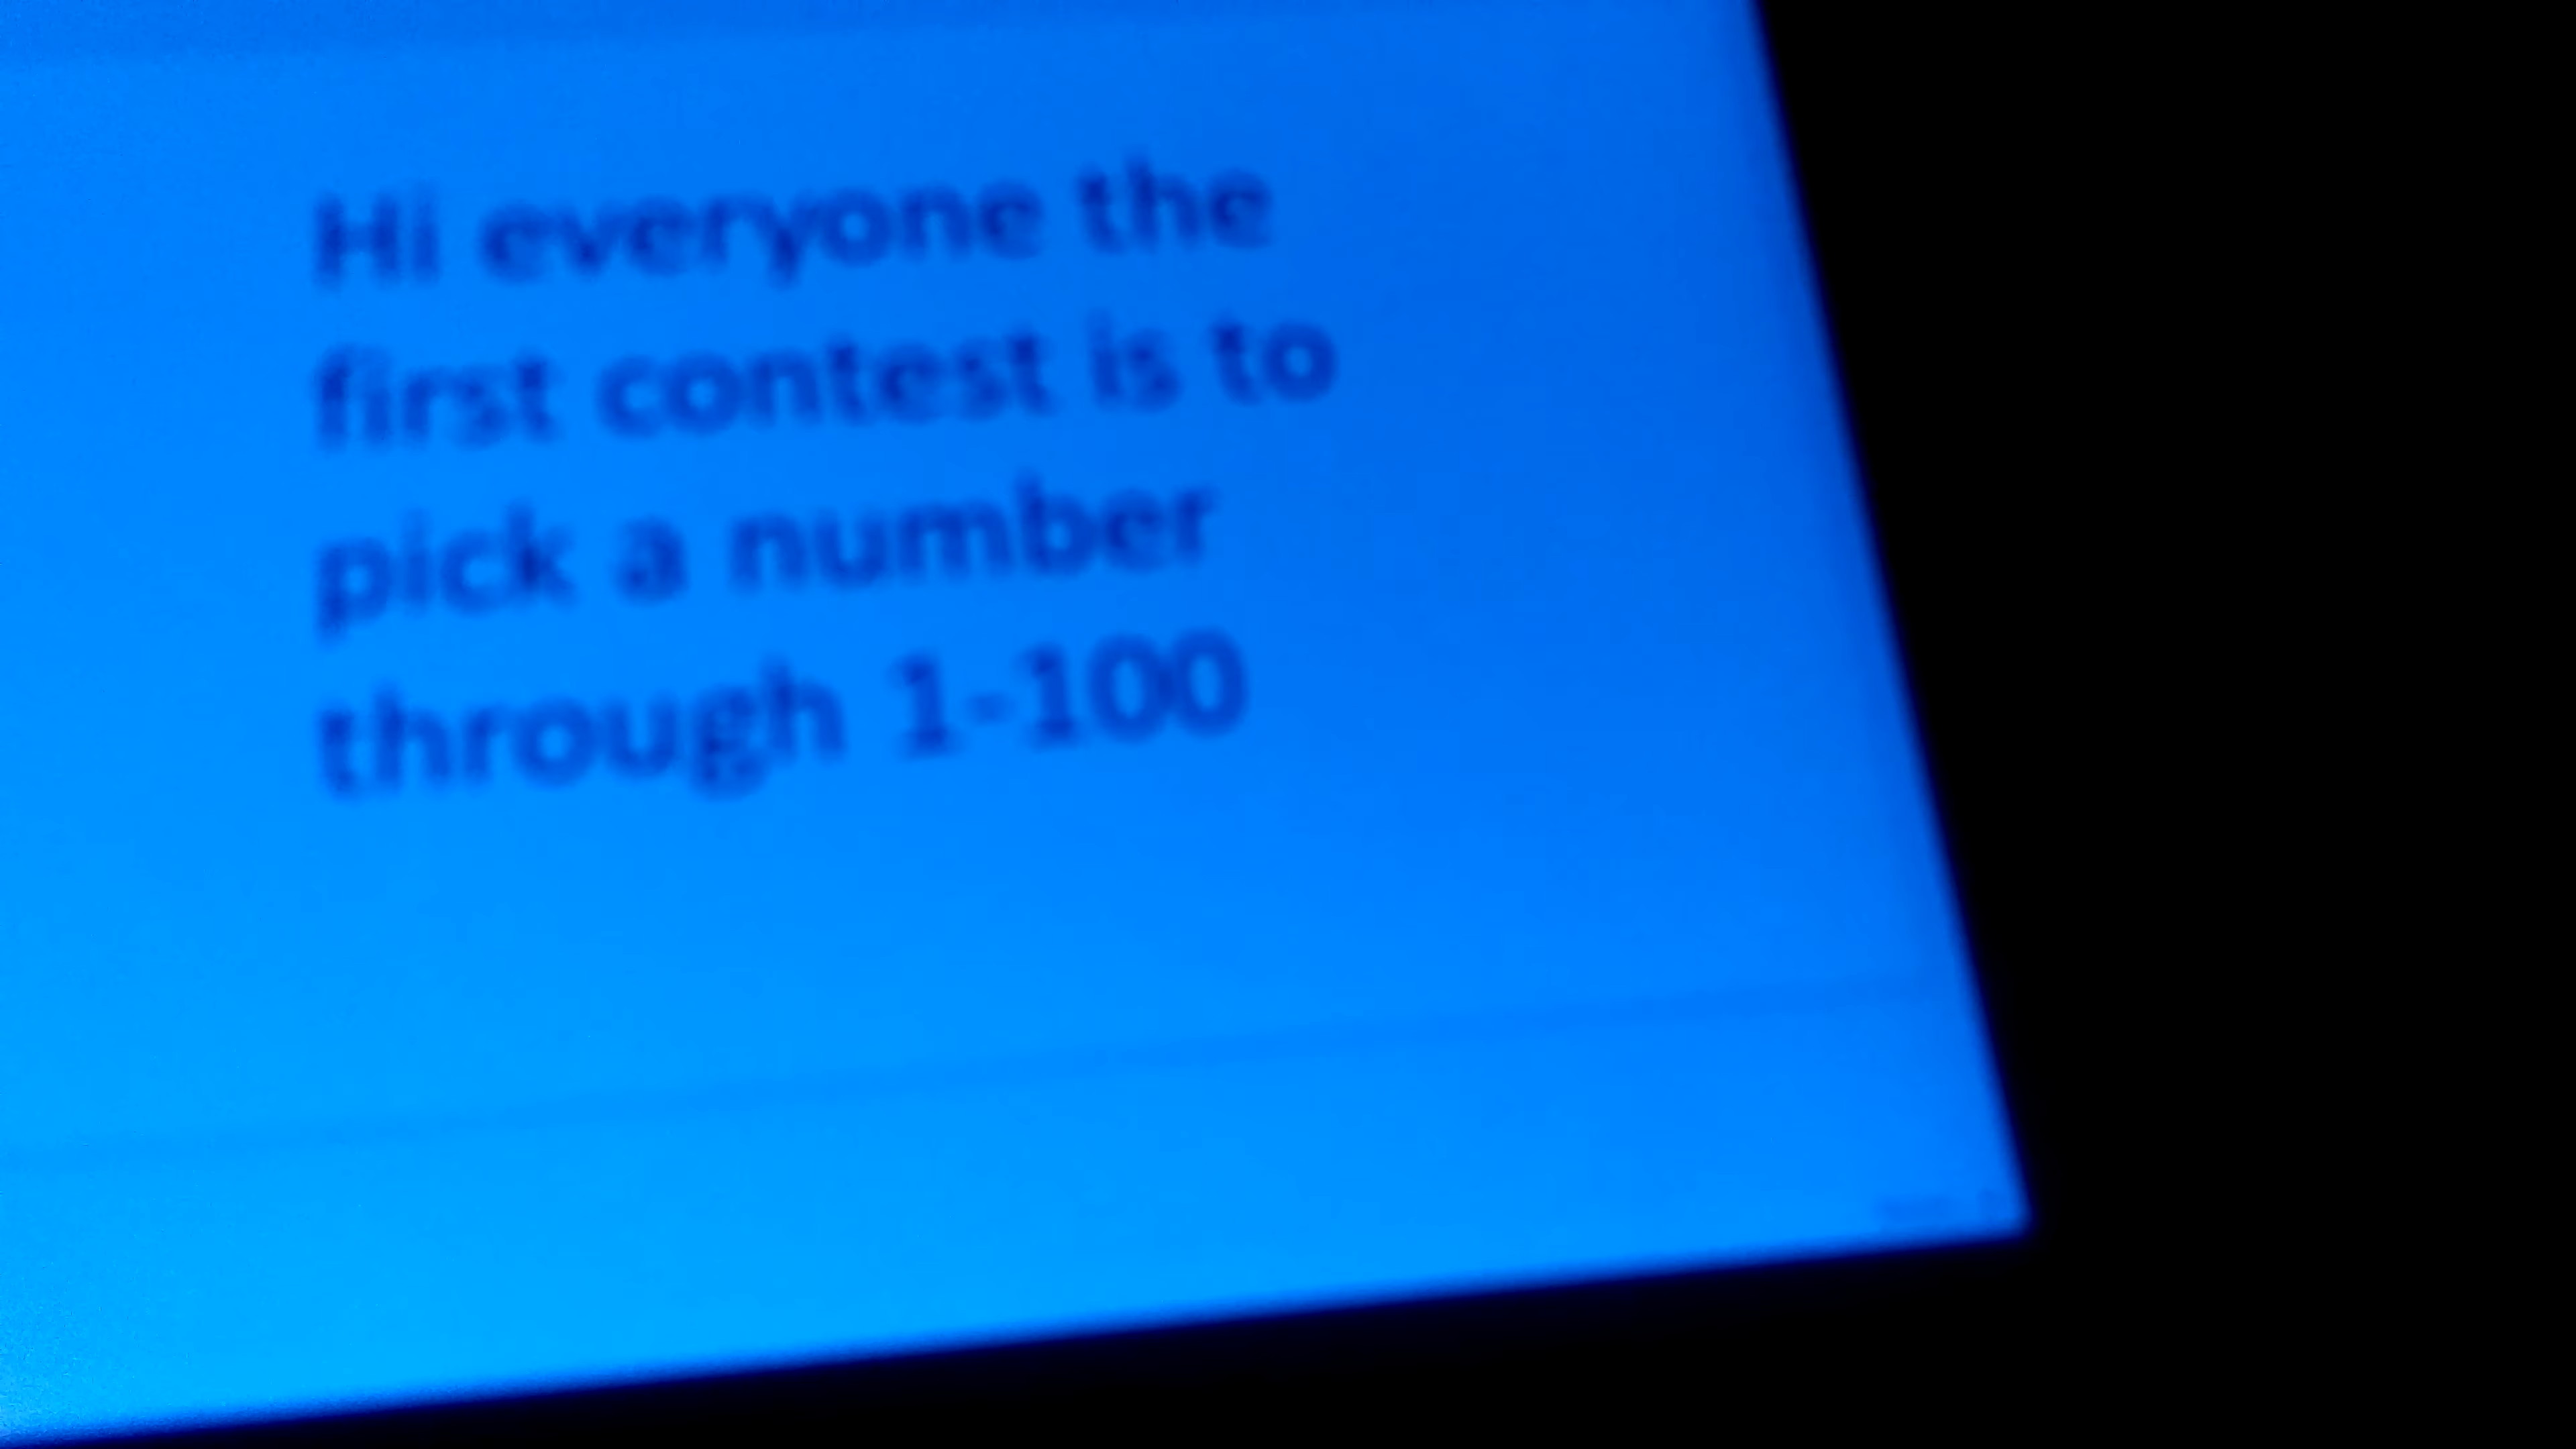 Hi everyone the
first contest is to
pick a number
through 1-100